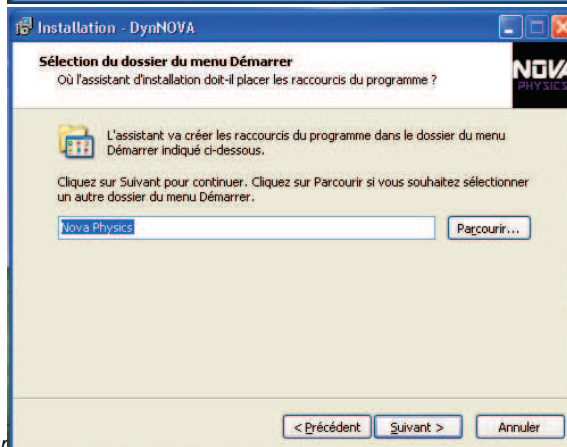 Installation - DynNOVA
Sélection du dossier du menu Démarrer
Où l'assistant d'installation doit-il placer les raccourcis du programme ?
NOVA
PHYSICS
L'assistant va créer les raccourcis du programme dans le dossier du menu
Démarrer indiqué ci-dessous.
Cliquez sur Suivant pour continuer. Cliquez sur Parcourir si vous souhaitez sélectionner
un autre dossier du menu Démarrer.
Nova Physics
Parcourir...
< Précédent
Suivant >
Annuler